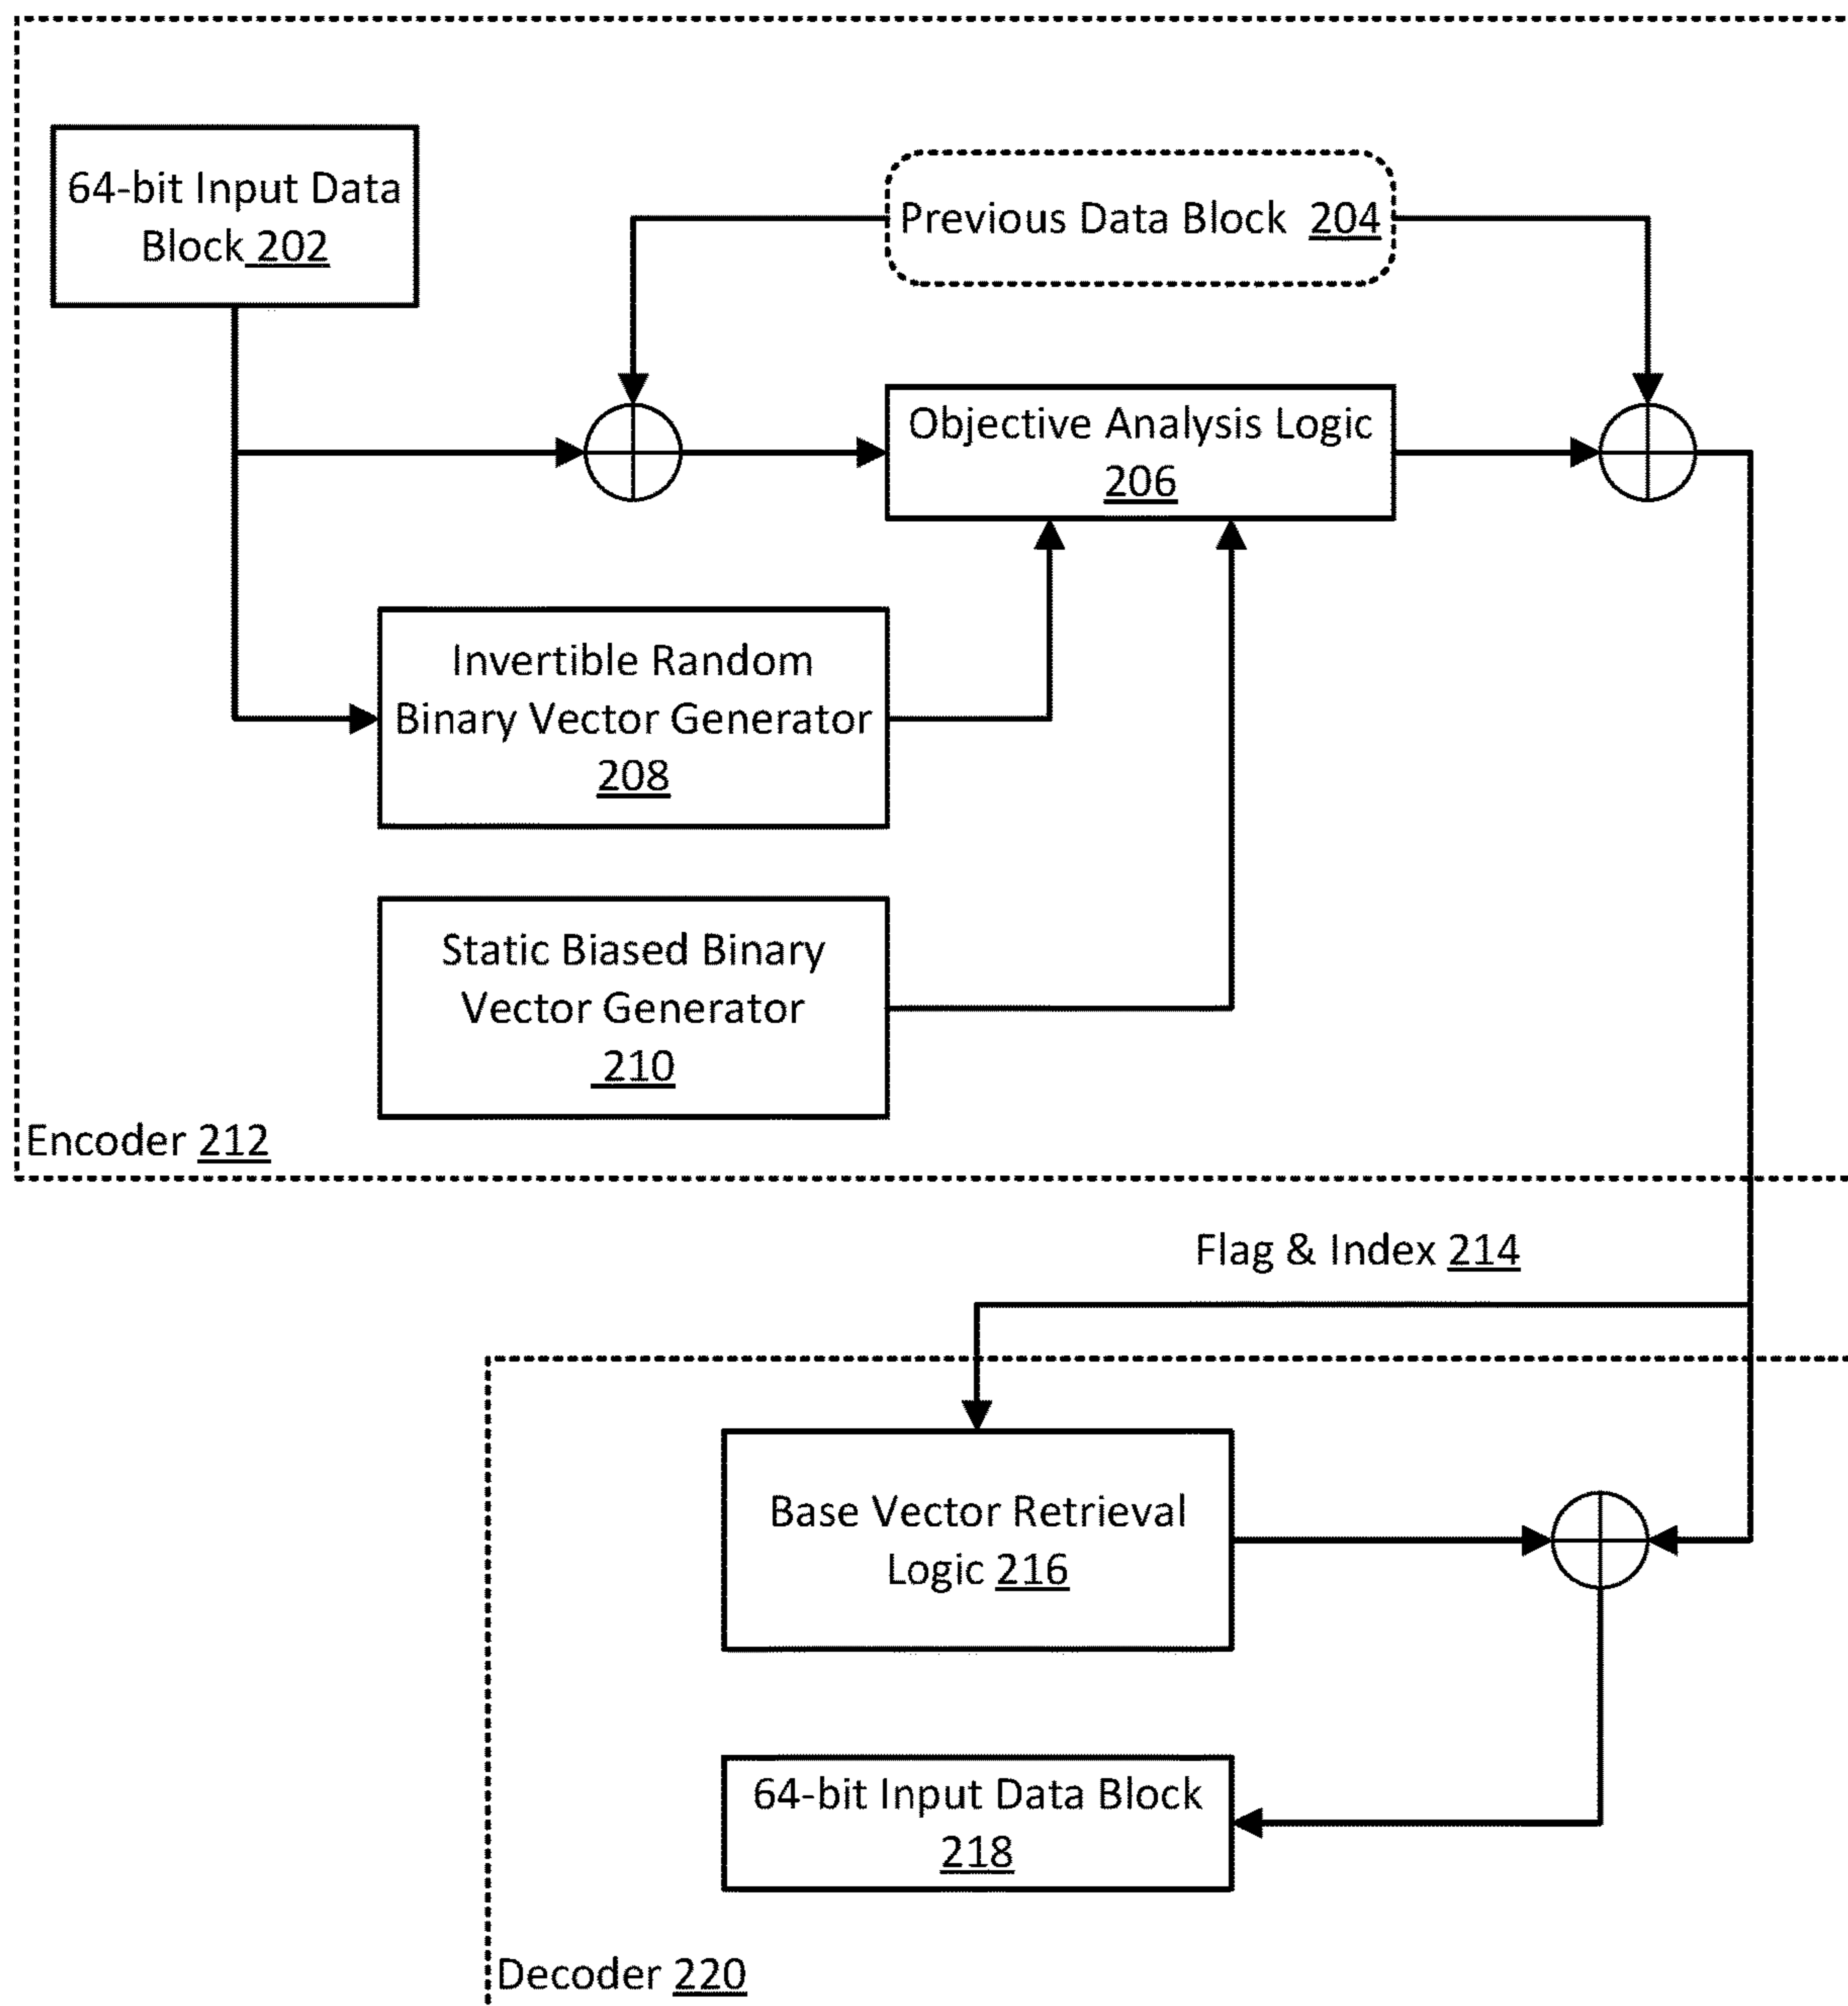 64-bit Input Data
Block 202
Previous Data Block 204
Objective Analysis Logic
206
Invertible Random
Binary Vector Generator
208
Static Biased Binary
Vector Generator
210
Encoder 212
Flag & Index 214
Base Vector Retrieval
Logic 216
64-bit Input Data Block
218
Decoder 220